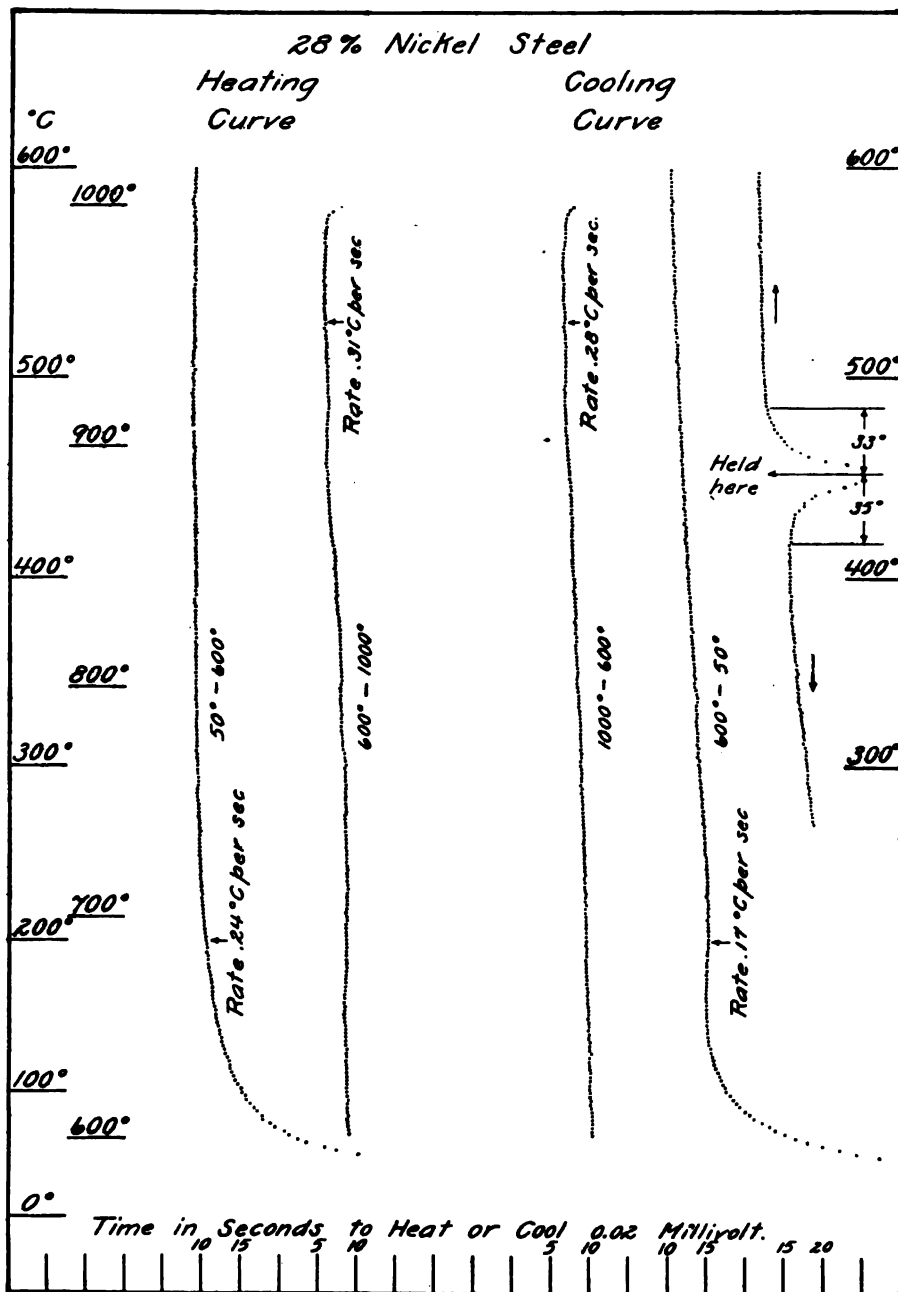 28% Nickel Steel
Heating Curve
Cooling Curve
°C
600°
1000°
500°
900°
400°
800°
300°
700°
200°
100°
600°
0°
50° - 600°
Rate .24°C per sec
Rate .31°C per sec
600° - 1000°
Rate .28°C per sec.
1000° - 600°
600° - 50°
Rate .17°C per sec
Held here
33°
35°
600°
500°
400°
300°
Time in Seconds to Heat or Cool 0.02 Millivolt.
10 15 5 10 5 10 10 15 15 20